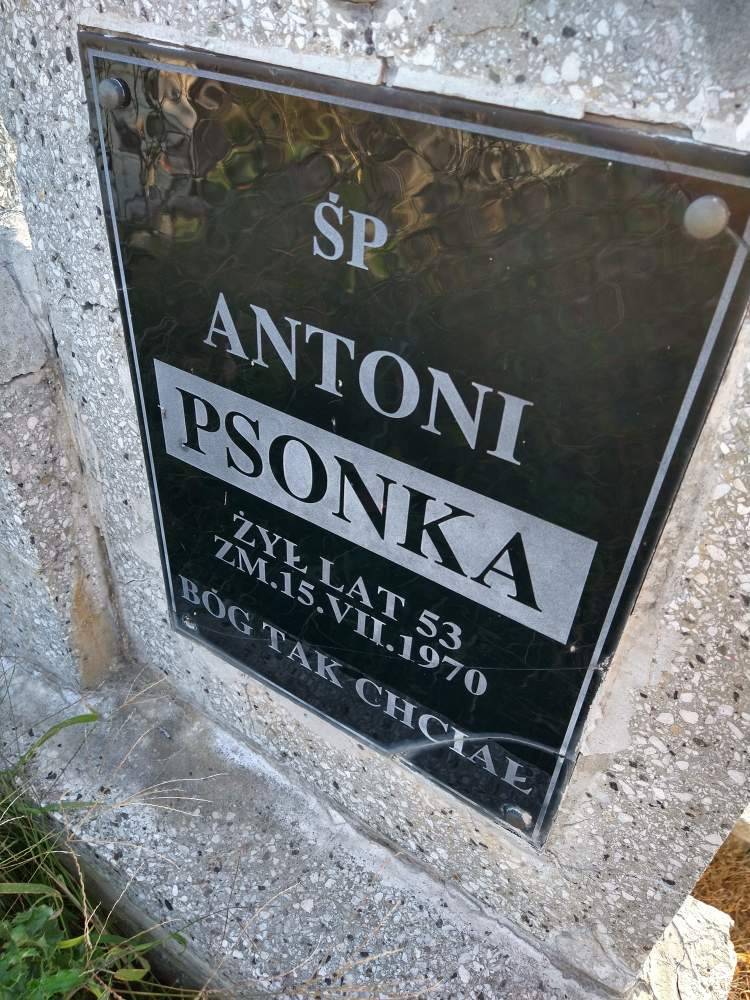 ŚP
ANTONI
PSONKA
ŻYŁ LAT 53
ZM.15.VII.1970
BÓG TAK CHCIAŁ